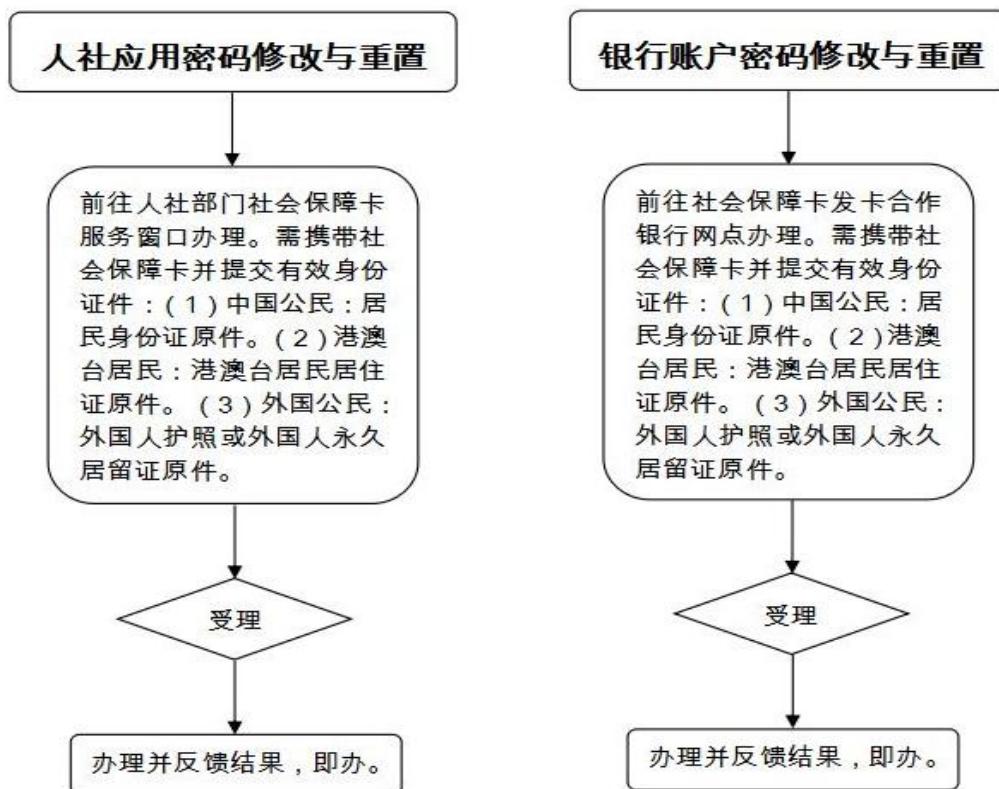 人社应用密码修改与重置
前往人社部门社会保障卡
服务窗口办理。需携带社
会保障卡并提交有效身份
证件：(1)中国公民：居
民身份证原件。(2)港澳
台居民：港澳台居民居住
证原件。(3)外国公民：
外国人护照或外国人永久
居留证原件。
受理
办理并反馈结果，即办。
银行账户密码修改与重置
前往社会保障卡发卡合作
银行网点办理。需携带社
会保障卡并提交有效身份
证件：(1)中国公民：居
民身份证原件。(2)港澳
台居民：港澳台居民居住
证原件。(3)外国公民：
外国人护照或外国人永久
居留证原件。
受理
办理并反馈结果，即办。